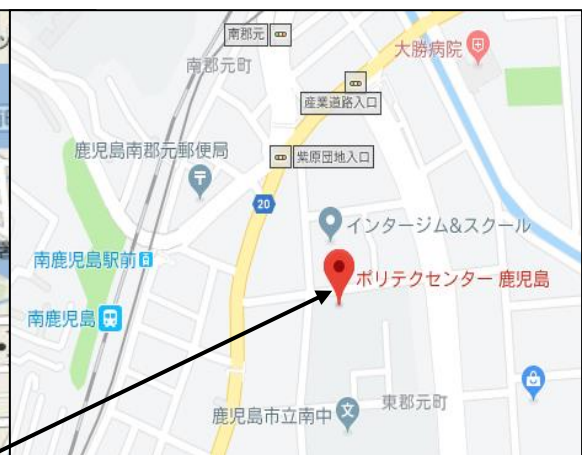 南郡元
大勝病院
南郡元町
産業道路入口
鹿児島南郡元郵便局
紫原団地入口
20
インタージム&スクール
南鹿児島駅前
ポリテクセンター 鹿児島
南鹿児島
東郡元町
鹿児島市立南中
文